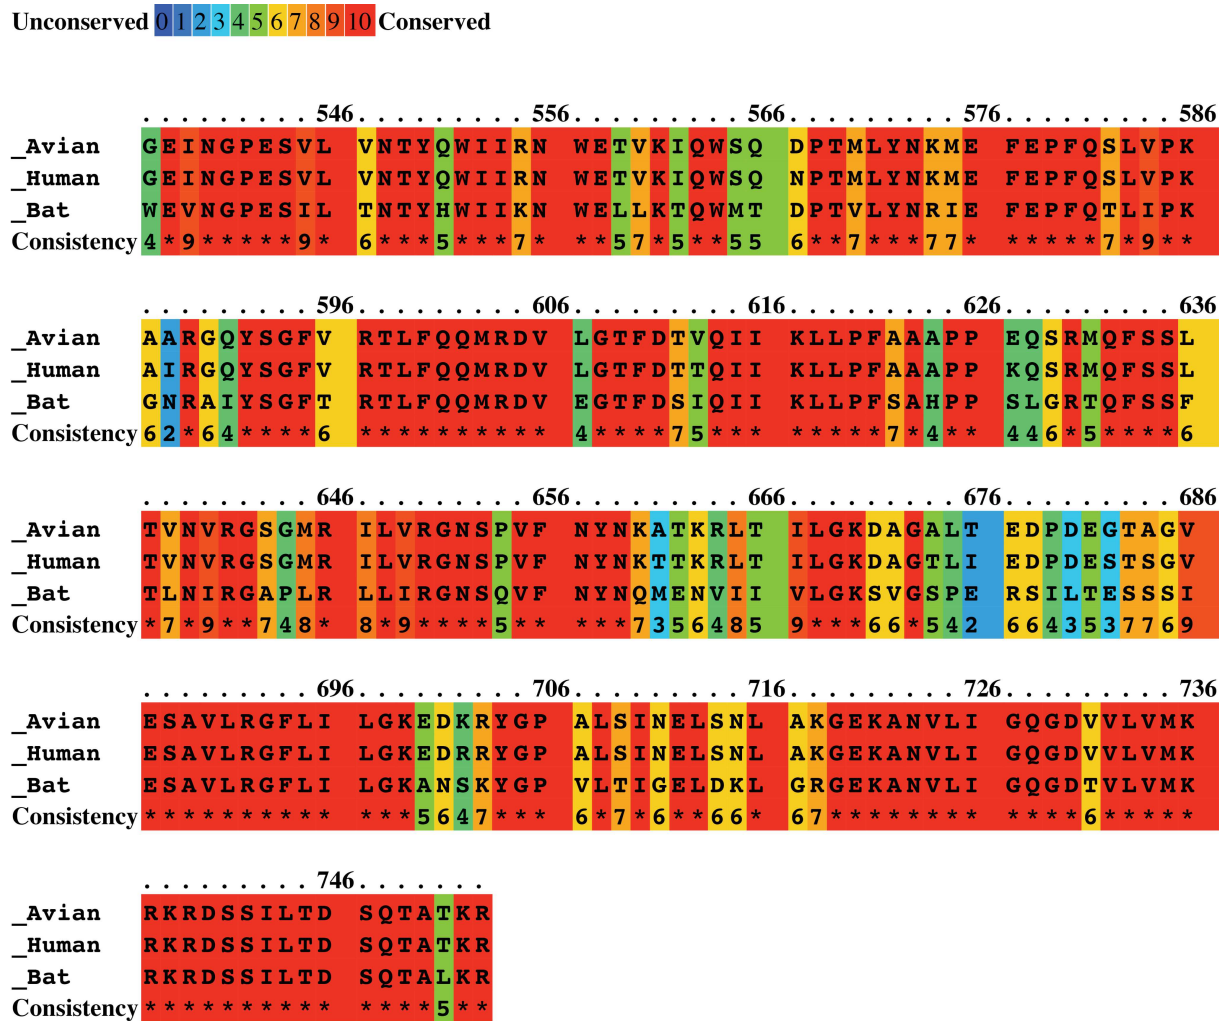 Unconserved 0 1 2 3 4 5 6 7 8 9 10 Conserved
. . . . . . . . . 546 . . . . . . . . . 556 . . . . . . . . . 566 . . . . . . . . . 576 . . . . . . . . . 586
_Avian GEINGPESVL VNTYQWIIRN WETVKIQWSQ DPTMLYNKME FEPFQSLVPK
_Human GEINGPESVL VNTYQWIIRN WETVKIQWSQ NPTMLYNKME FEPFQSLVPK
_Bat WEVNGPESIL TNTYHWIIKN WELLKTQWMT DPTVLYNRIE FEPFQTLIPK
Consistency 4*9*****9* 6***5***7* **57*5**55 6**7***77* *****7*9**
. . . . . . . . . 596 . . . . . . . . . 606 . . . . . . . . . 616 . . . . . . . . . 626 . . . . . . . . . 636
_Avian AARGQYSGFV RTLFQQMRDV LGTFDTVQII KLLPFAAAPP EQSRMQFSSL
_Human AIRGQYSGFV RTLFQQMRDV LGTFDTTQII KLLPFAAAPP KQSRMQFSSL
_Bat GNRAIYSGFT RTLFQQMRDV EGTFDSIQII KLLPFSAHPP SLGRTQFSSF
Consistency 62*64****6 ********** 4****75*** *****7*4** 446*5****6
. . . . . . . . . 646 . . . . . . . . . 656 . . . . . . . . . 666 . . . . . . . . . 676 . . . . . . . . . 686
_Avian TVNVRGSGMR ILVRGNSPVF NYNKATKRLT ILGKDAGALT EDPDEGTAGV
_Human TVNVRGSGMR ILVRGNSPVF NYNKTTKRLT ILGKDAGTLI EDPDESTSGV
_Bat TLNIRGAPLR LLIRGNSQVF NYNQMENVII VLGKSVGSPE RSILTESSSI
Consistency *7*9**748* 8*9****5** ***7356485 9***66*542 6643537769
. . . . . . . . . 696 . . . . . . . . . 706 . . . . . . . . . 716 . . . . . . . . . 726 . . . . . . . . . 736
_Avian ESAVLRGFLI LGKEDKRYGP ALSINELSNL AKGEKANVLI GQGDVVLVMK
_Human ESAVLRGFLI LGKEDRRYGP ALSINELSNL AKGEKANVLI GQGDVVLVMK
_Bat ESAVLRGFLI LGKANSKYGP VLTIGELDKL GRGEKANVLI GQGDTVLVMK
Consistency ********** ***5647*** 6*7*6**66* 67******** ****6*****
. . . . . . . . . 746 . . . . . . .
_Avian RKRDSSILTD SQTATKR
_Human RKRDSSILTD SQTATKR
_Bat RKRDSSILTD SQTALKR
Consistency ********** ****5**